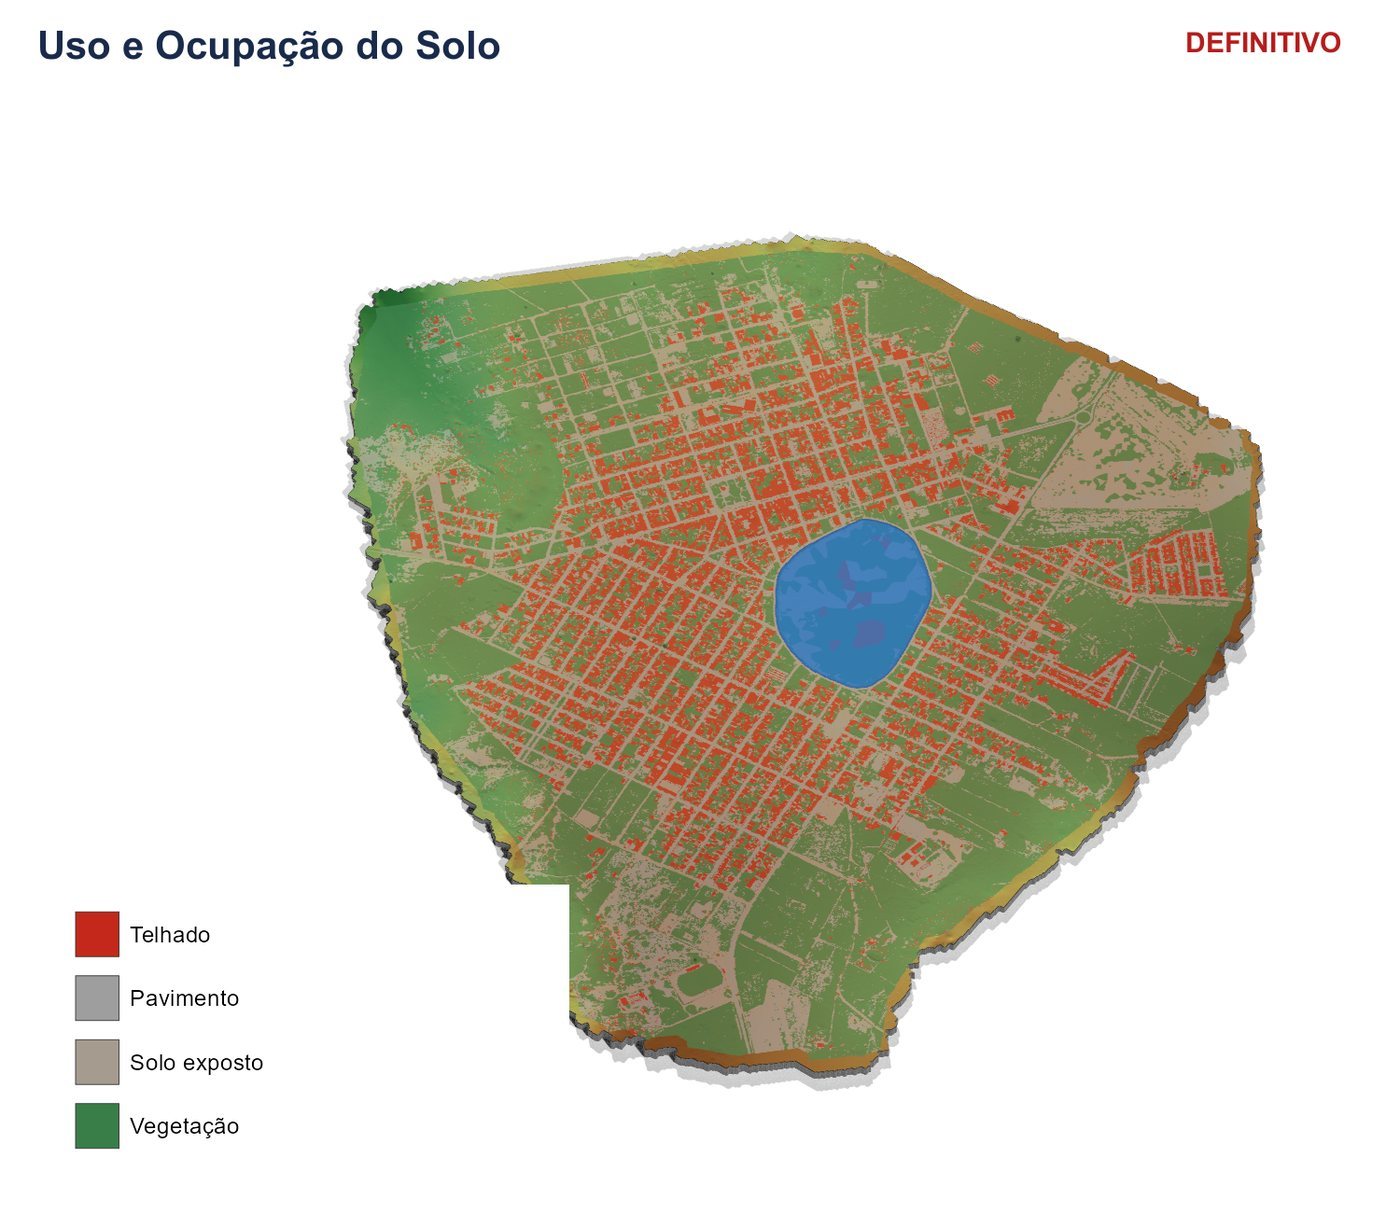 Uso e Ocupação do Solo
DEFINITIVO
Telhado
Pavimento
Solo exposto
Vegetação